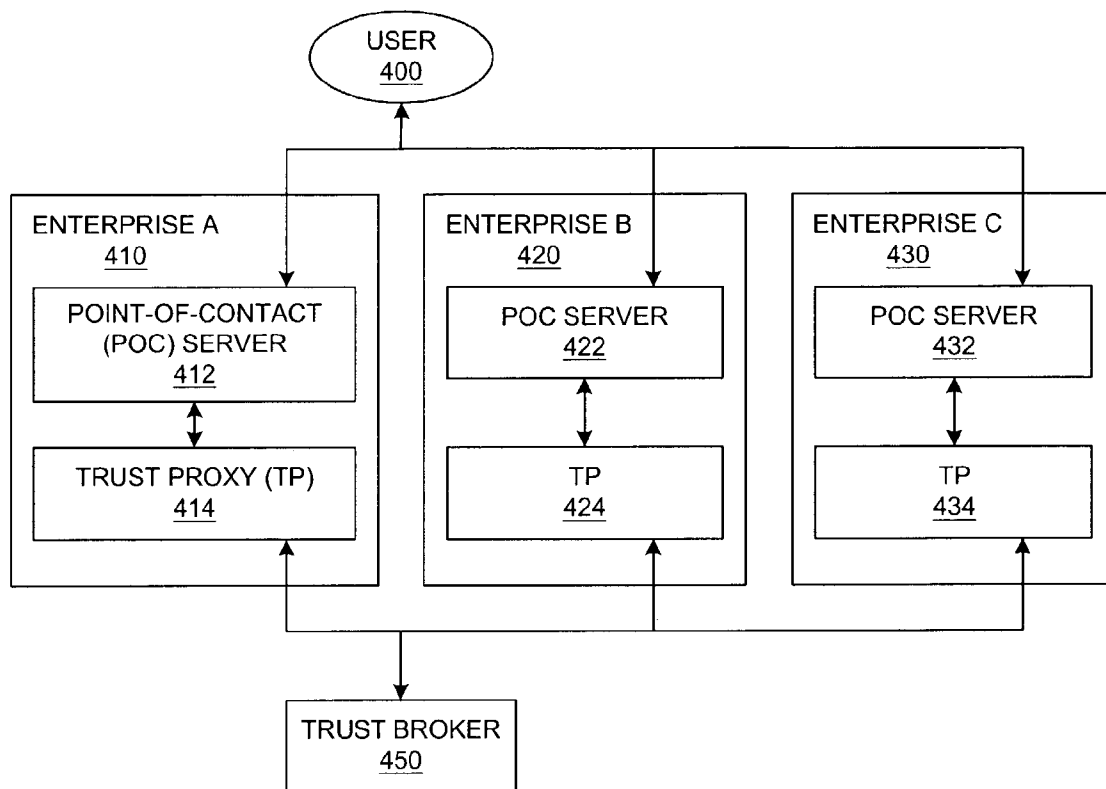 USER
400
ENTERPRISE A
410
POINT-OF-CONTACT
(POC) SERVER
412
TRUST PROXY (TP)
414
ENTERPRISE B
420
POC SERVER
422
TP
424
ENTERPRISE C
430
POC SERVER
432
TP
434
TRUST BROKER
450